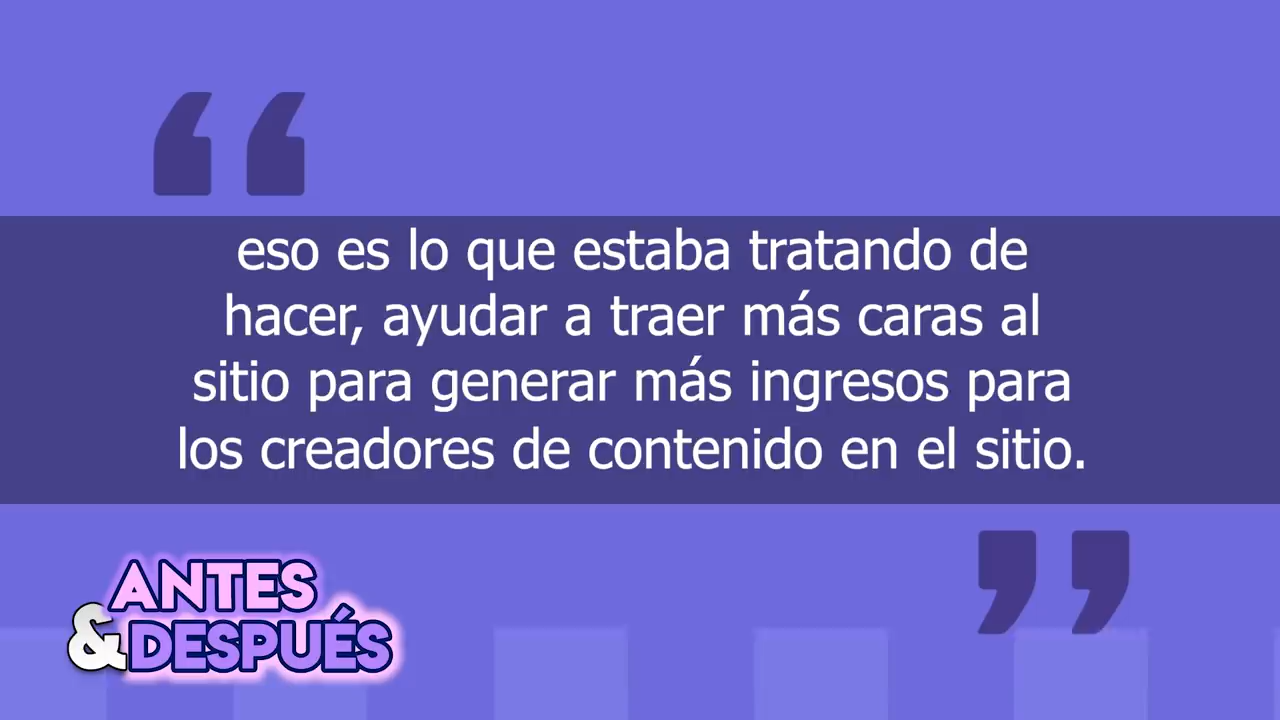 eso es lo que estaba tratando de
hacer, ayudar a traer más caras al
sitio para generar más ingresos para
los creadores de contenido en el sitio.
ANTES
&DESPUÉS